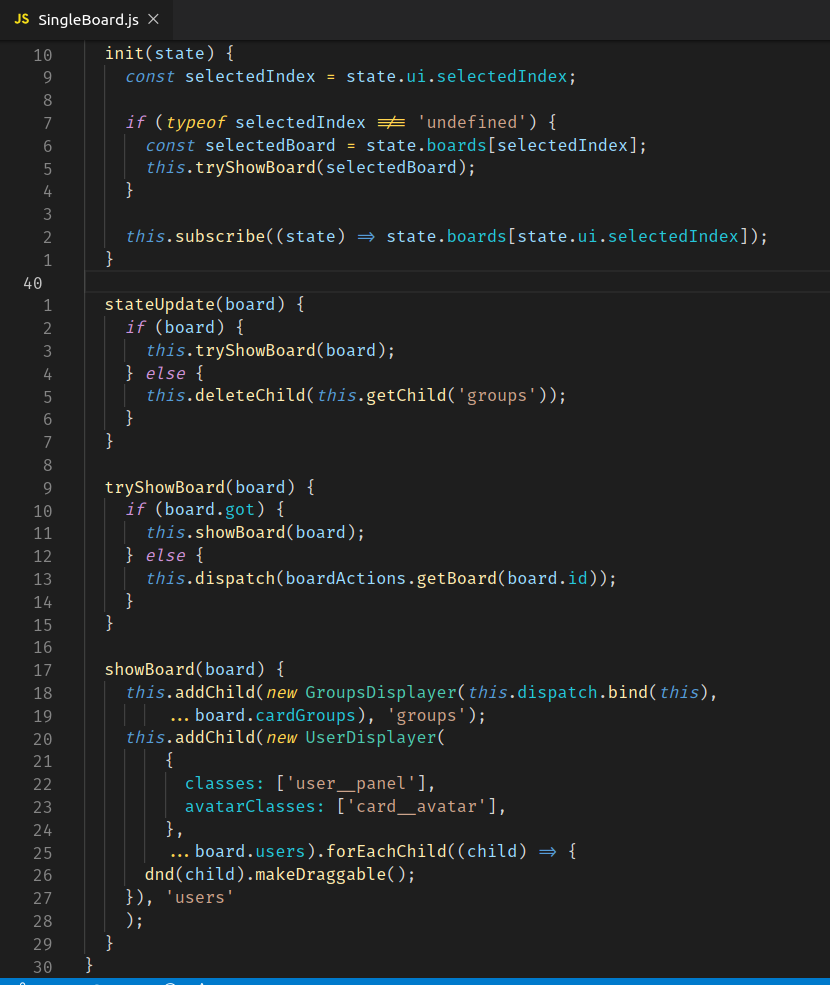 JS SingleBoard.js ×
10 init(state) {
9 const selectedIndex = state.ui.selectedIndex;
8
7 if (typeof selectedIndex !== 'undefined') {
6 const selectedBoard = state.boards[selectedIndex];
5 this.tryShowBoard(selectedBoard);
4 }
3
2 this.subscribe((state) => state.boards[state.ui.selectedIndex]);
1 }
40
1 stateUpdate(board) {
2 if (board) {
3 this.tryShowBoard(board);
4 } else {
5 this.deleteChild(this.getChild('groups'));
6 }
7 }
8
9 tryShowBoard(board) {
10 if (board.got) {
11 this.showBoard(board);
12 } else {
13 this.dispatch(boardActions.getBoard(board.id));
14 }
15 }
16
17 showBoard(board) {
18 this.addChild(new GroupsDisplayer(this.dispatch.bind(this),
19 ...board.cardGroups), 'groups');
20 this.addChild(new UserDisplayer(
21 {
22 classes: ['user__panel'],
23 avatarClasses: ['card__avatar'],
24 },
25 ...board.users).forEachChild((child) => {
26 dnd(child).makeDraggable();
27 }), 'users'
28 );
29 }
30 }